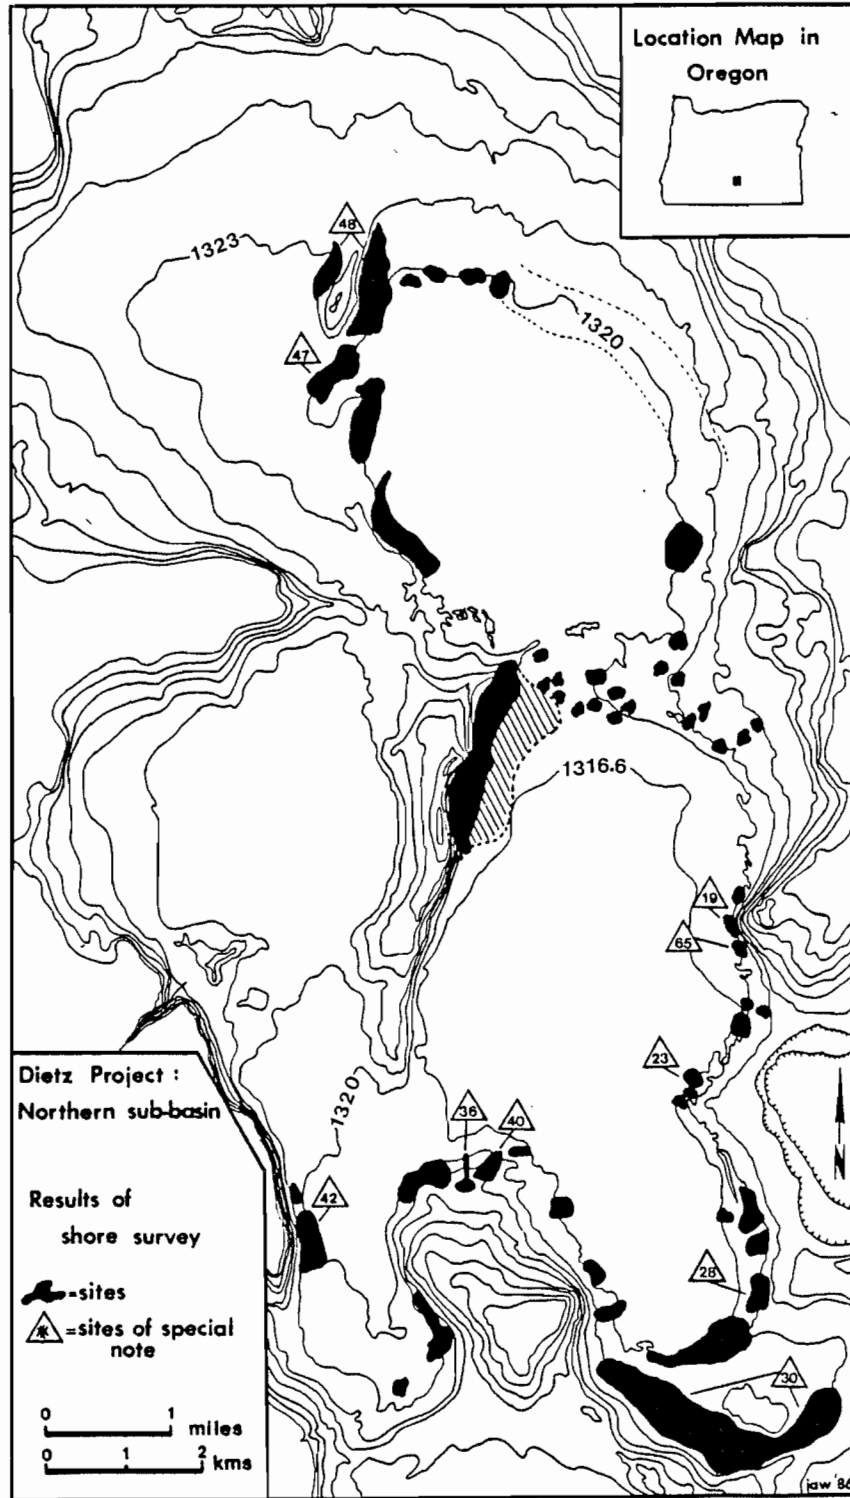 Location Map in
Oregon
48
1323
47
1320
1316.6
19
65
23
36
40
1320
42
28
30
N
Dietz Project :
Northern sub-basin
Results of
shore survey
=sites
* =sites of special
note
0 1 miles
0 1 2 kms
jaw '86